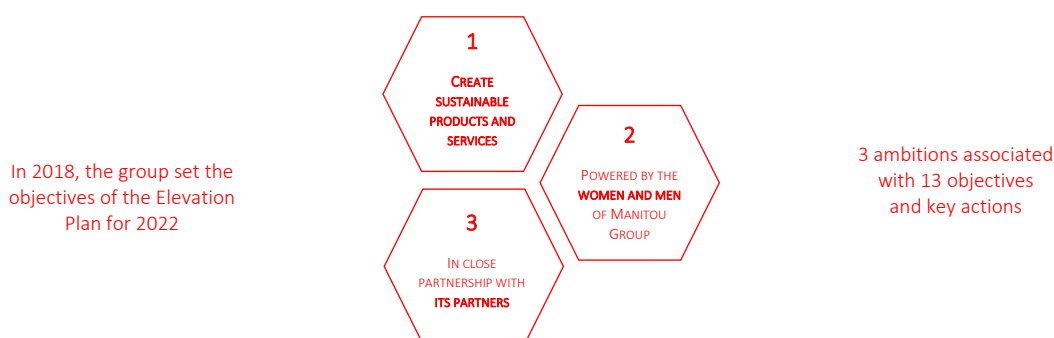 In 2018, the group set the
objectives of the Elevation
Plan for 2022
1
CREATE
SUSTAINABLE
PRODUCTS AND
SERVICES
2
POWERED BY THE
WOMEN AND MEN
OF MANITOU
GROUP
3
IN CLOSE
PARTNERSHIP WITH
ITS PARTNERS
3 ambitions associated
with 13 objectives
and key actions